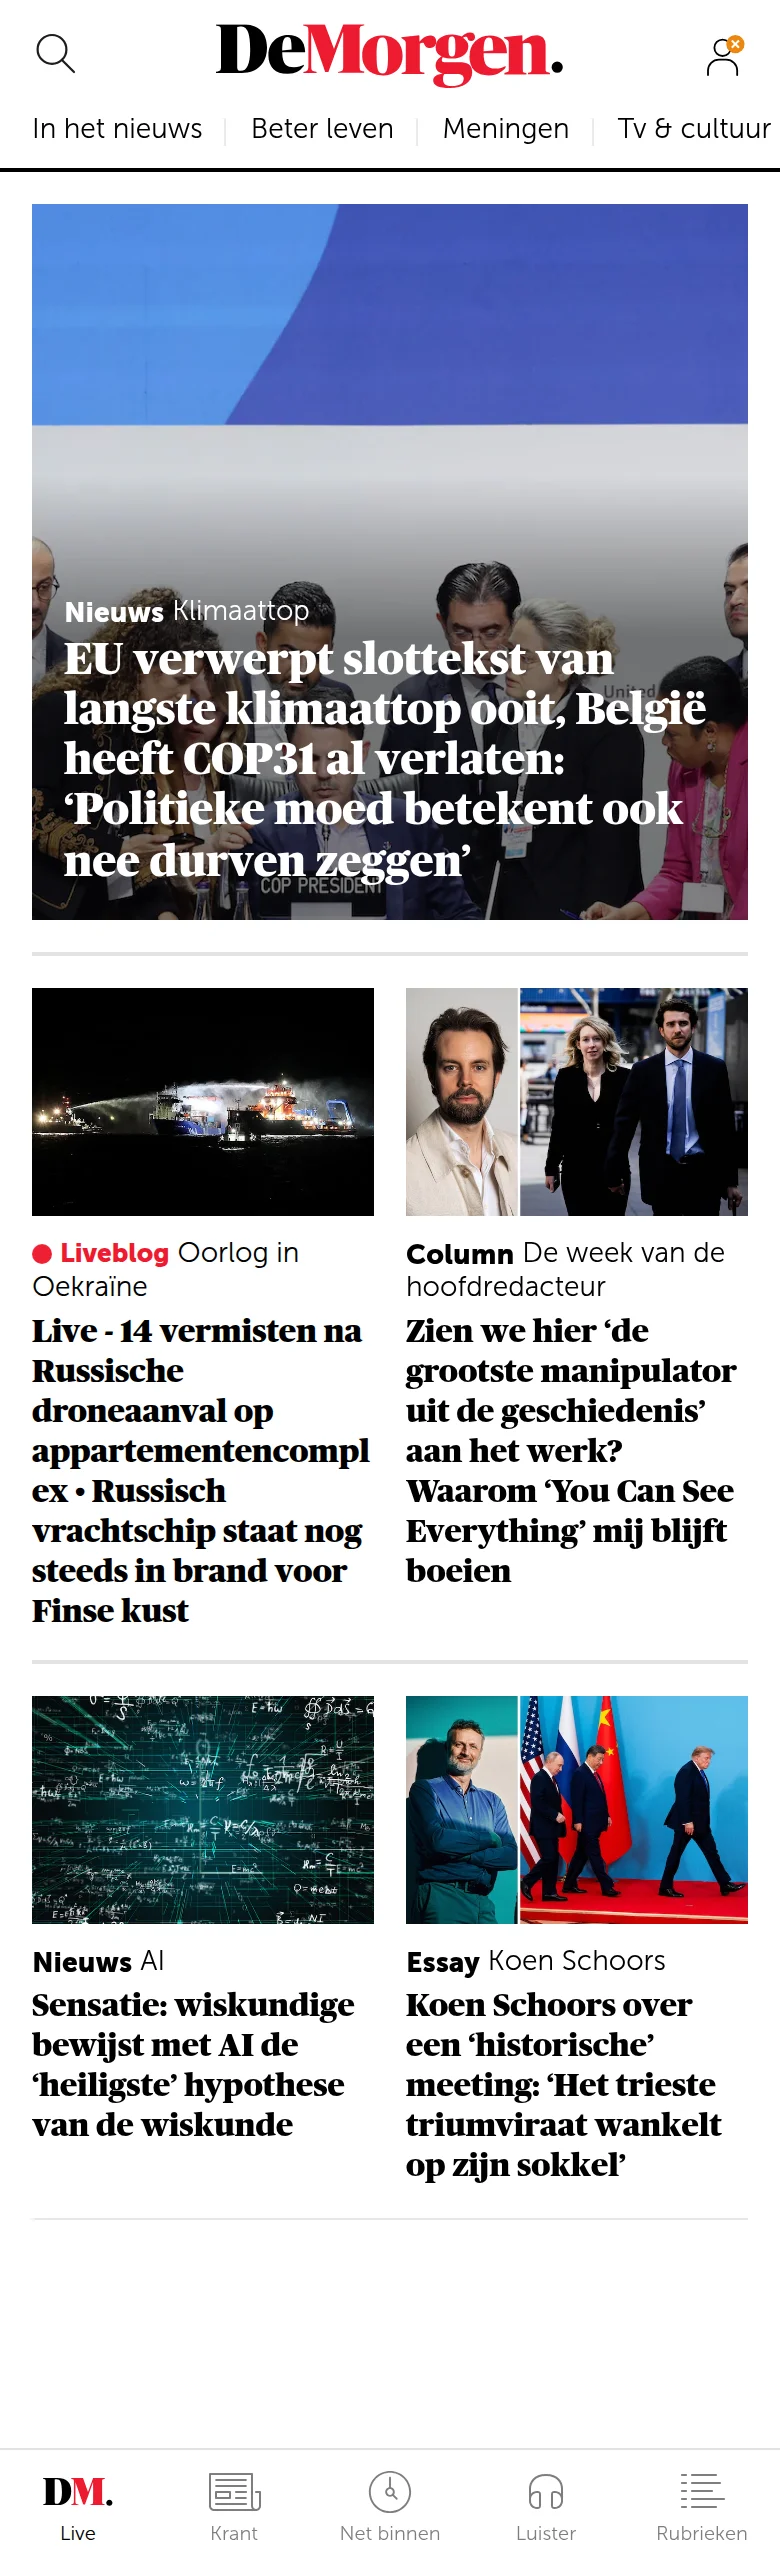 DeMorgen.
In het nieuws
Beter leven
Meningen
Tv & cultuur
United
COP PRESIDENT
Nieuws Klimaattop
EU verwerpt slottekst van
langste klimaattop ooit, België
heeft COP31 al verlaten:
‘Politieke moed betekent ook
nee durven zeggen’
Liveblog Oorlog in
Oekraïne
Live - 14 vermisten na
Russische
droneaanval op
appartementencompl
ex • Russisch
vrachtschip staat nog
steeds in brand voor
Finse kust
Column De week van de
hoofdredacteur
Zien we hier ‘de
grootste manipulator
uit de geschiedenis’
aan het werk?
Waarom ‘You Can See
Everything’ mij blijft
boeien
Nieuws AI
Sensatie: wiskundige
bewijst met AI de
‘heiligste’ hypothese
van de wiskunde
Essay Koen Schoors
Koen Schoors over
een ‘historische’
meeting: ‘Het trieste
triumviraat wankelt
op zijn sokkel’
DM.
Live
Krant
Net binnen
Luister
Rubrieken